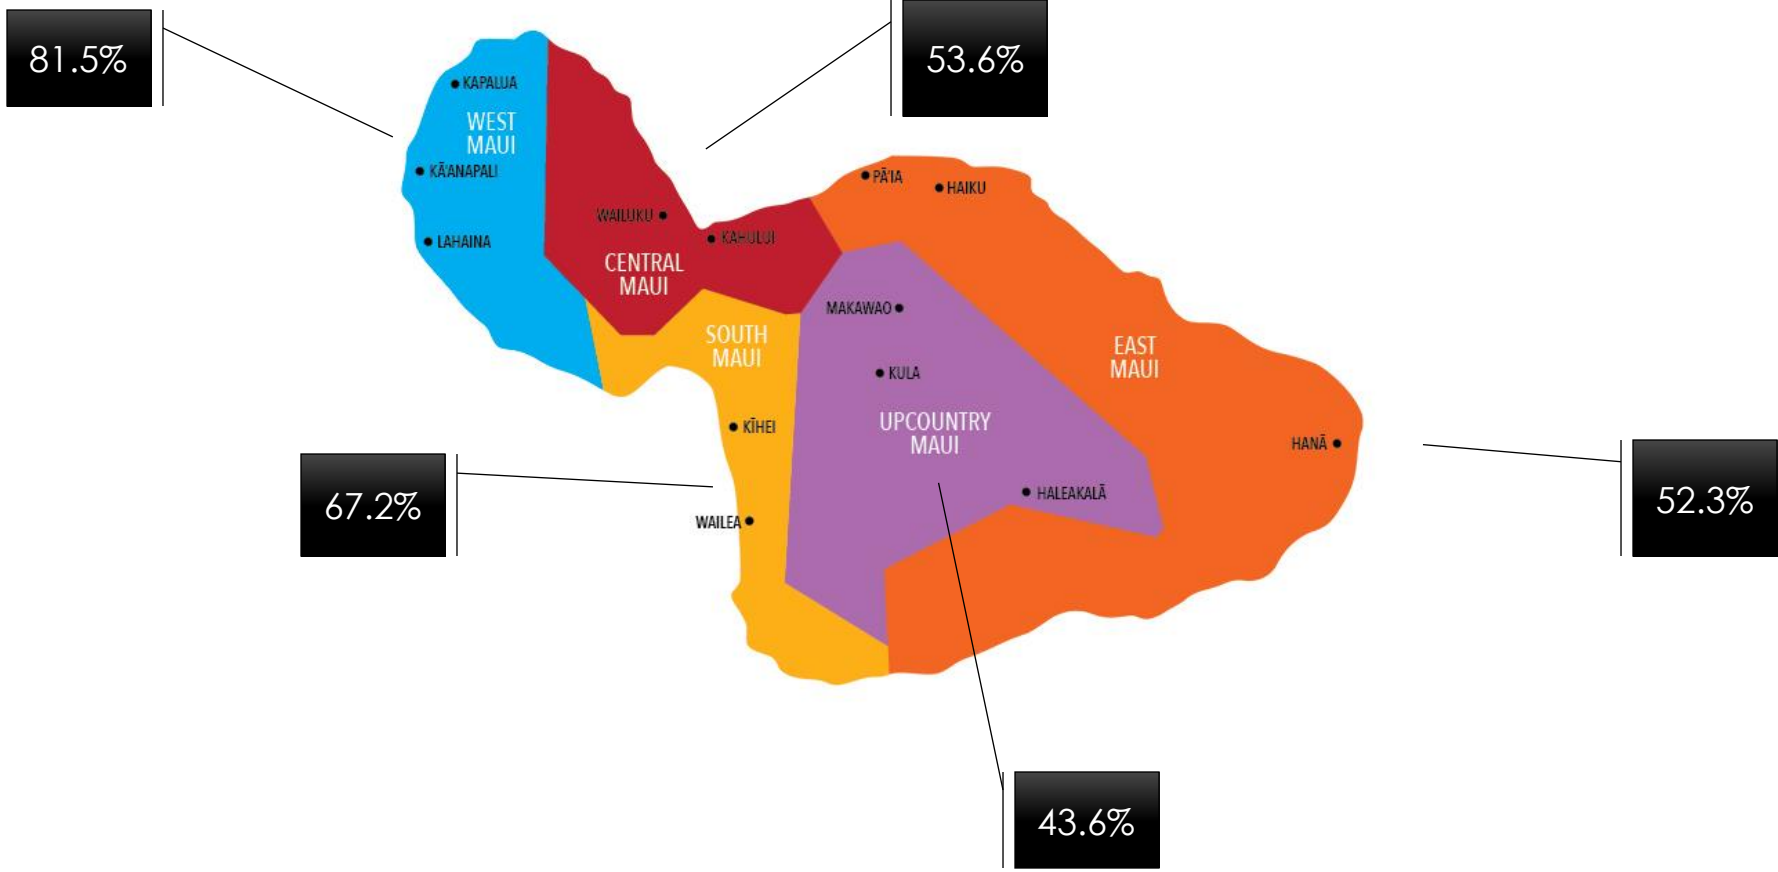 81.5%
53.6%
KAPALUA
WEST
MAUI
KĀ'ANAPALI
LAHAINA
WAILUKU
KAHULUI
CENTRAL
MAUI
PĀ'IA
HAIKU
MAKAWAO
SOUTH
MAUI
EAST
MAUI
KULA
UPCOUNTRY
MAUI
KĪHEI
HANĀ
67.2%
WAILEA
HALEAKALĀ
52.3%
43.6%